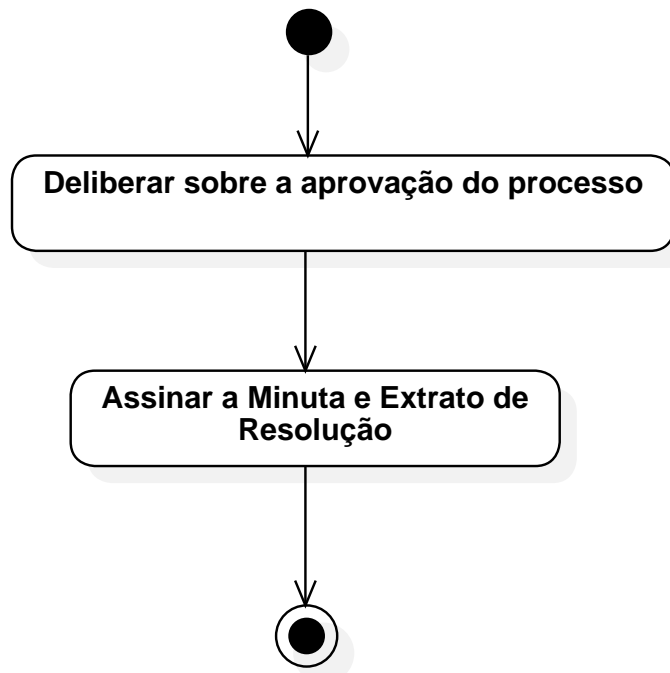 Deliberar sobre a aprovação do processo
Assinar a Minuta e Extrato de
Resolução